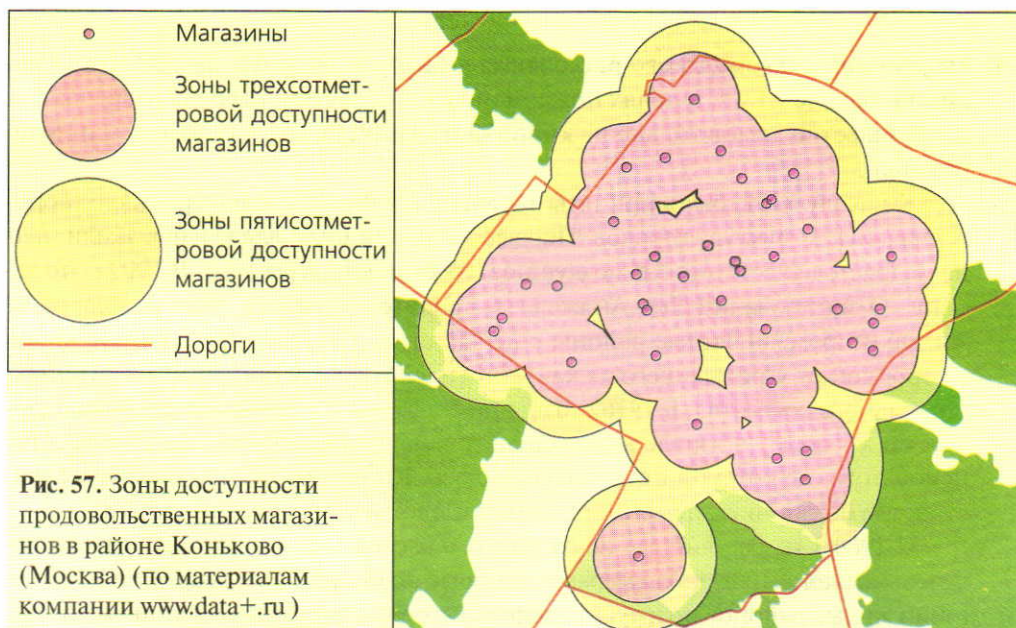 Магазины
Зоны трехсотмет-
ровой доступности
магазинов
Зоны пятисотмет-
ровой доступности
магазинов
Дороги
Рис. 57. Зоны доступности
продовольственных магази-
нов в районе Коньково
(Москва) (по материалам
компании www.data+.ru )